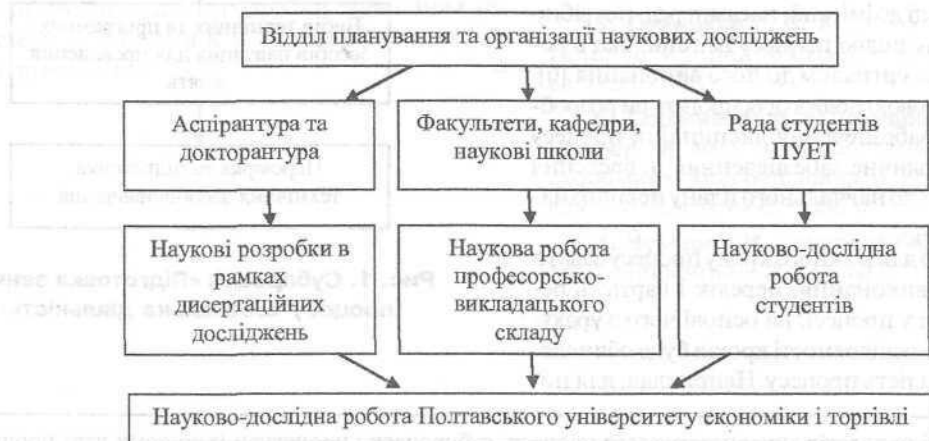 Відділ планування та організації наукових досліджень
Аспірантура та
докторантура
Факультети, кафедри,
наукові школи
Рада студентів
ПУЕТ
Наукові розробки в
рамках
дисертаційних
досліджень
Наукова робота
професорсько-
викладацького
складу
Науково-дослідна
робота
студентів
Науково-дослідна робота Полтавського університету економіки і торгівлі